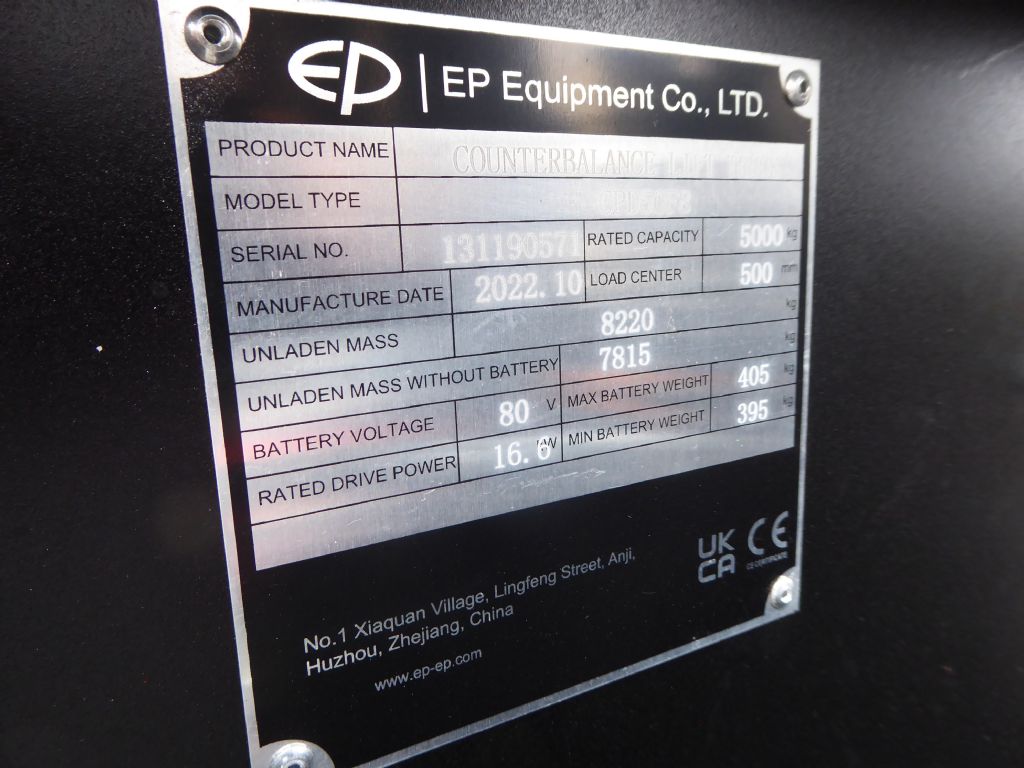 EP | EP Equipment Co., LTD.
PRODUCT NAME COUNTERBALANCE
MODEL TYPE
SERIAL NO. 131190571 RATED CAPACITY 5000 kg
MANUFACTURE DATE 2022. 10 LOAD CENTER 500 mm
UNLADEN MASS 8220 kg
UNLADEN MASS WITHOUT BATTERY 7815 kg
BATTERY VOLTAGE 80 V MAX BATTERY WEIGHT 405 kg
RATED DRIVE POWER 16. 6 KW MIN BATTERY WEIGHT 395 kg
UK
CA
CE
CE CERTIFICATE
No.1 Xiaquan Village, Lingfeng Street, Anji,
Huzhou, Zhejiang, China
www.ep-ep.com